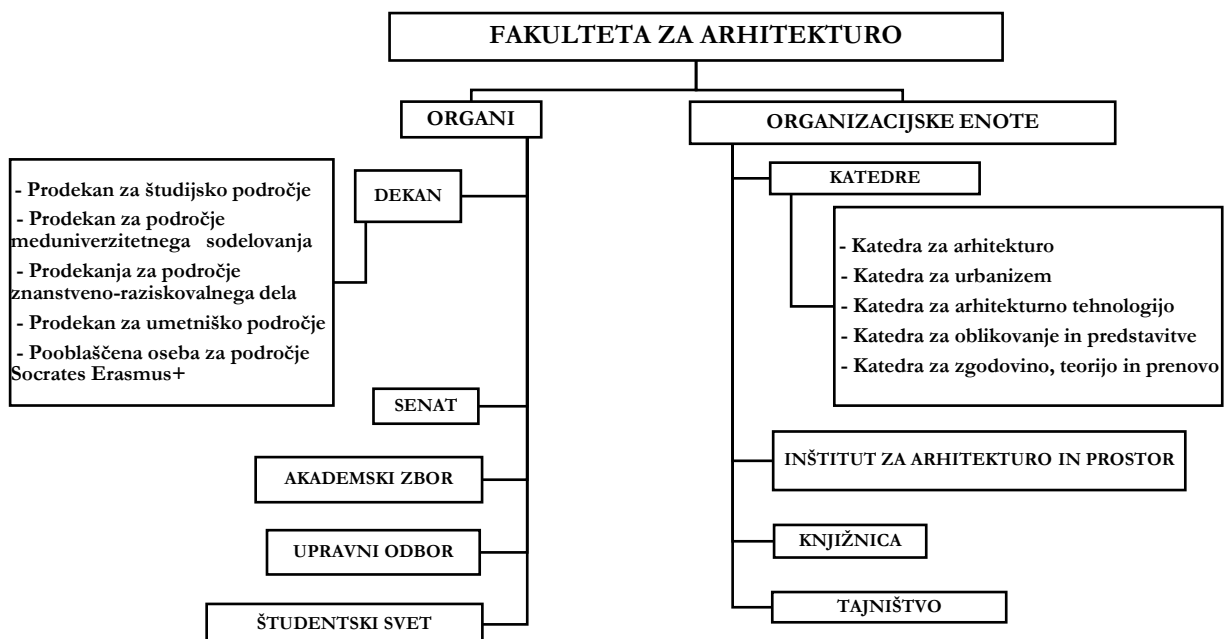 FAKULTETA ZA ARHITEKTURO
ORGANI
DEKAN
- Prodekan za študijsko področje
- Prodekan za področje
meduniverzitetnega sodelovanja
- Prodekanja za področje
znanstveno-raziskovalnega dela
- Prodekan za umetniško področje
- Pooblaščena oseba za področje
Socrates Erasmus+
SENAT
AKADEMSKI ZBOR
UPRAVNI ODBOR
ŠTUDENTSKI SVET
ORGANIZACIJSKE ENOTE
KATEDRE
- Katedra za arhitekturo
- Katedra za urbanizem
- Katedra za arhitekturno tehnologijo
- Katedra za oblikovanje in predstavitve
- Katedra za zgodovino, teorijo in prenovo
INŠTITUT ZA ARHITEKTURO IN PROSTOR
KNJIŽNICA
TAJNIŠTVO